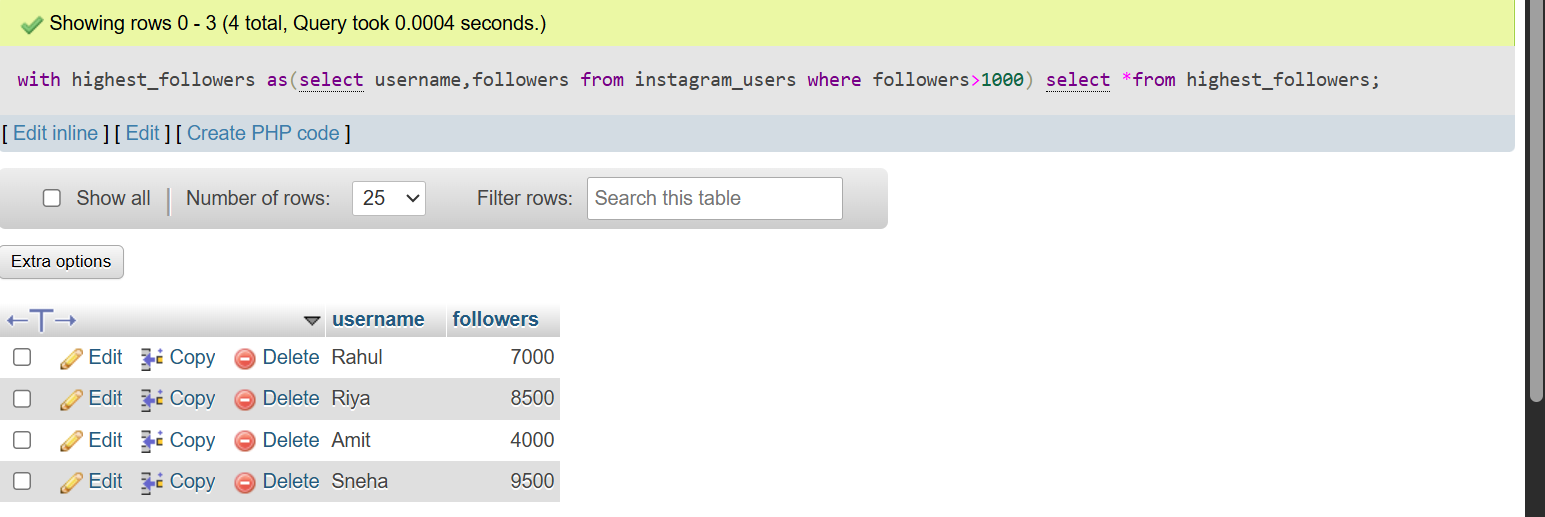 Showing rows 0 - 3 (4 total, Query took 0.0004 seconds.)
with highest_followers as(select username,followers from instagram_users where followers>1000) select *from highest_followers;
[ Edit inline ] [ Edit ] [ Create PHP code ]
Show all | Number of rows: 25 Filter rows: Search this table
Extra options
username followers
Edit Copy Delete Rahul 7000
Edit Copy Delete Riya 8500
Edit Copy Delete Amit 4000
Edit Copy Delete Sneha 9500